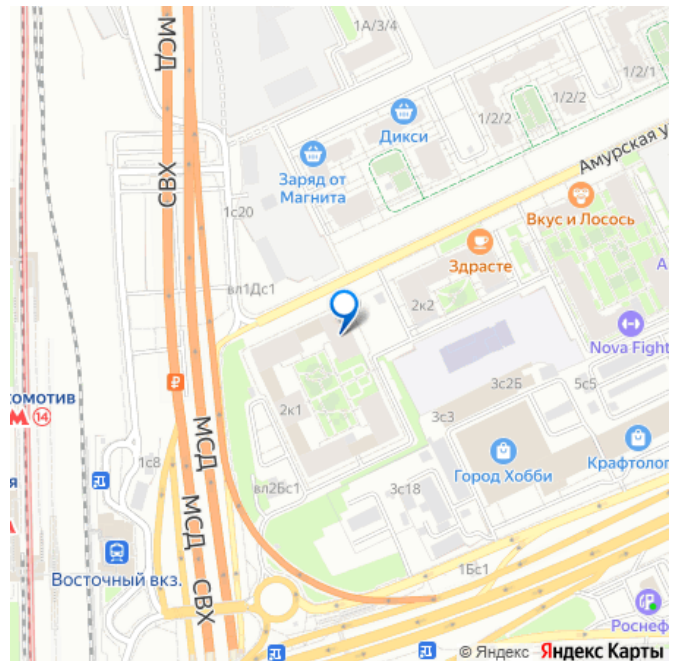 МСД
1А/3/4
1/2/1
1/2/2
1/2/2
Дикси
Амурская у
Заряд от
Магнита
СВХ
1с20
Вкус и Лосось
Здрасте
А
вл1Дс1
2к2
Nova Fight
₽
3с2Б
5с5
комотив
М 14
МСД
2к1
3с3
Город Хобби
Крафтолог
1с8
я
вл2Бс1
3с18
МСД
Восточный вкз.
СВХ
1Бс1
Роснеф
© Яндекс Яндекс Карты